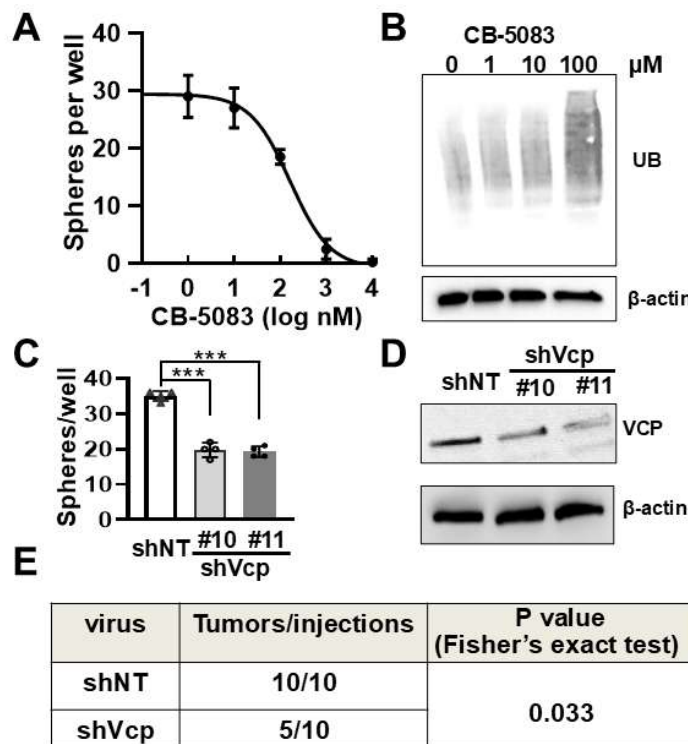 A
Spheres per well
40
30
20
10
0
-1 0 1 2 3 4
CB-5083 (log nM)
B
CB-5083
0 1 10 100 µM
UB
β-actin
C
Spheres/well
40
30
20
10
0
***
***
shNT #10 #11
shVcp
D
shVcp
shNT #10 #11
VCP
β-actin
E
virus Tumors/injections P value
(Fisher's exact test)
shNT 10/10
0.033
shVcp 5/10